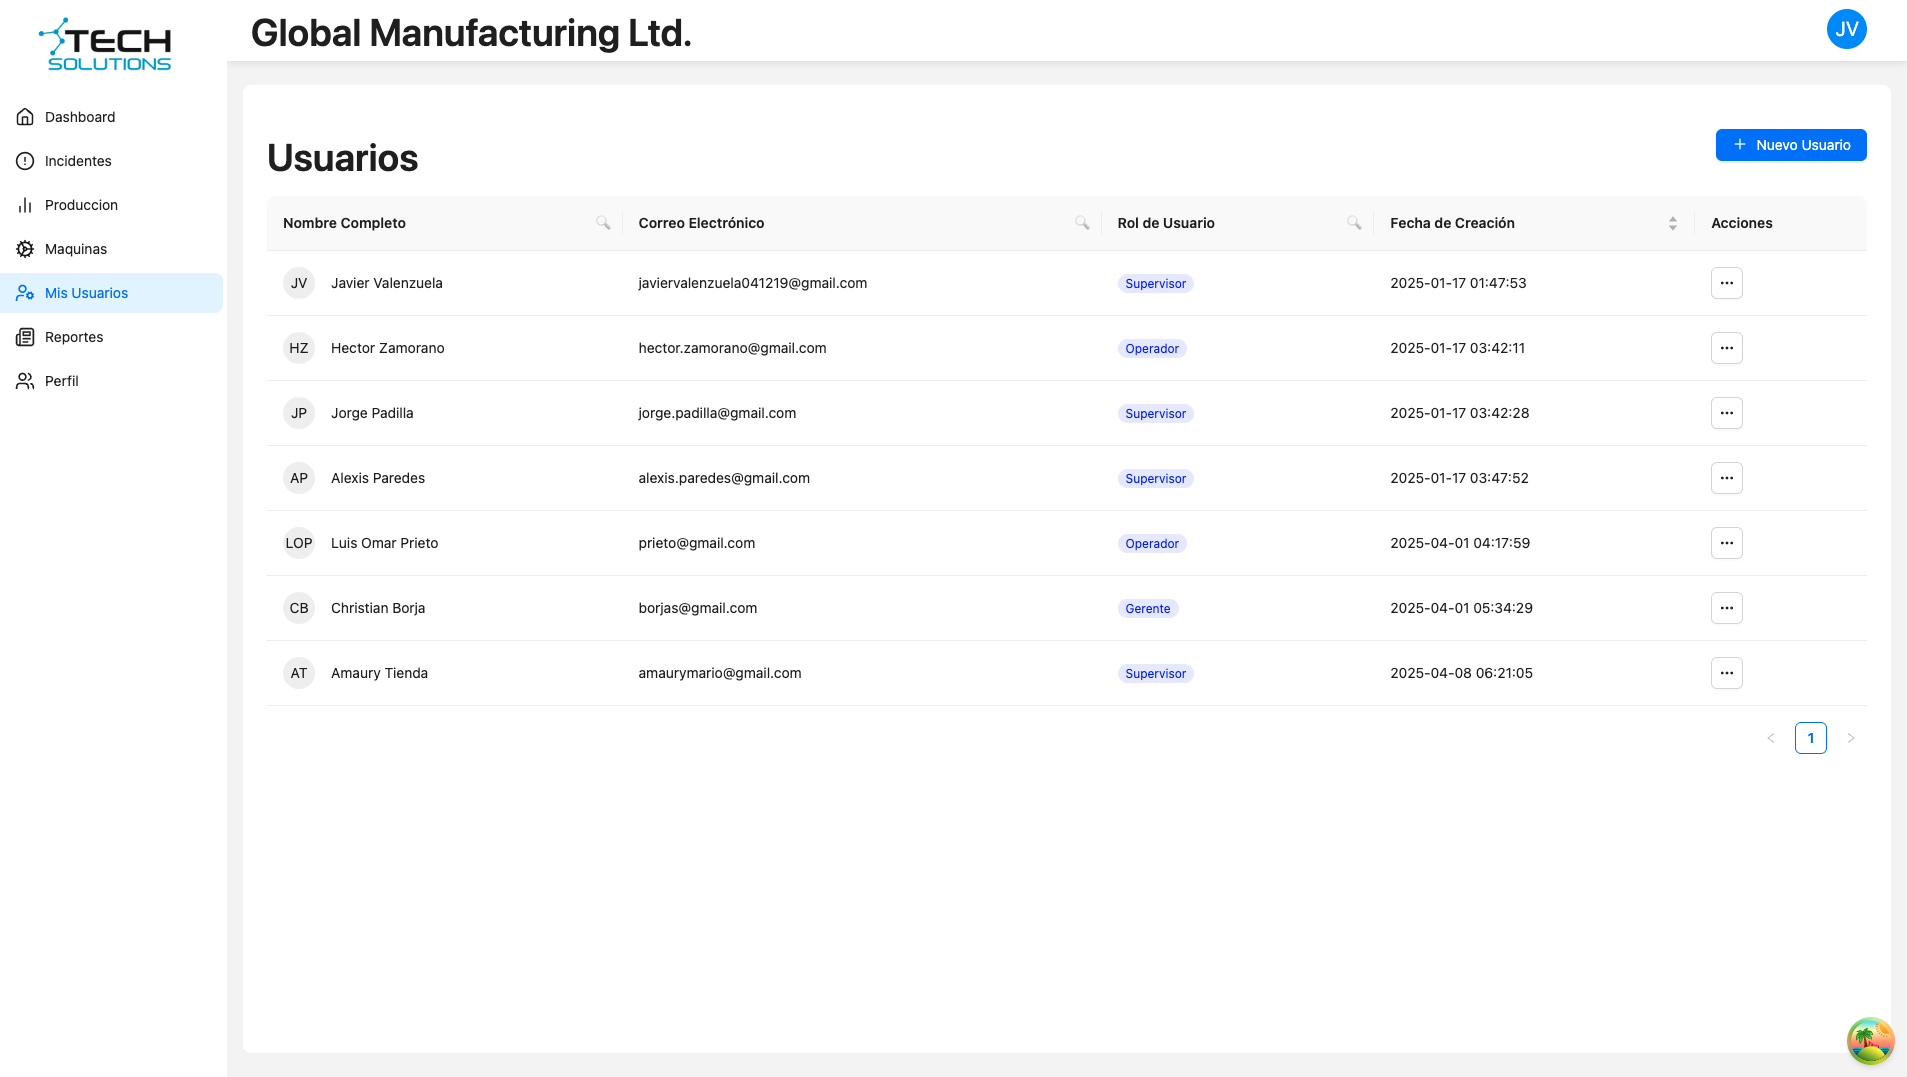 TECH
SOLUTIONS
Global Manufacturing Ltd.
JV
Dashboard
Incidentes
Produccion
Maquinas
Mis Usuarios
Reportes
Perfil
Usuarios
Nuevo Usuario
Nombre Completo Correo Electrónico Rol de Usuario Fecha de Creación Acciones
JV Javier Valenzuela javiervalenzuela041219@gmail.com Supervisor 2025-01-17 01:47:53
HZ Hector Zamorano hector.zamorano@gmail.com Operador 2025-01-17 03:42:11
JP Jorge Padilla jorge.padilla@gmail.com Supervisor 2025-01-17 03:42:28
AP Alexis Paredes alexis.paredes@gmail.com Supervisor 2025-01-17 03:47:52
LOP Luis Omar Prieto prieto@gmail.com Operador 2025-04-01 04:17:59
CB Christian Borja borjas@gmail.com Gerente 2025-04-01 05:34:29
AT Amaury Tienda amaurymario@gmail.com Supervisor 2025-04-08 06:21:05
1